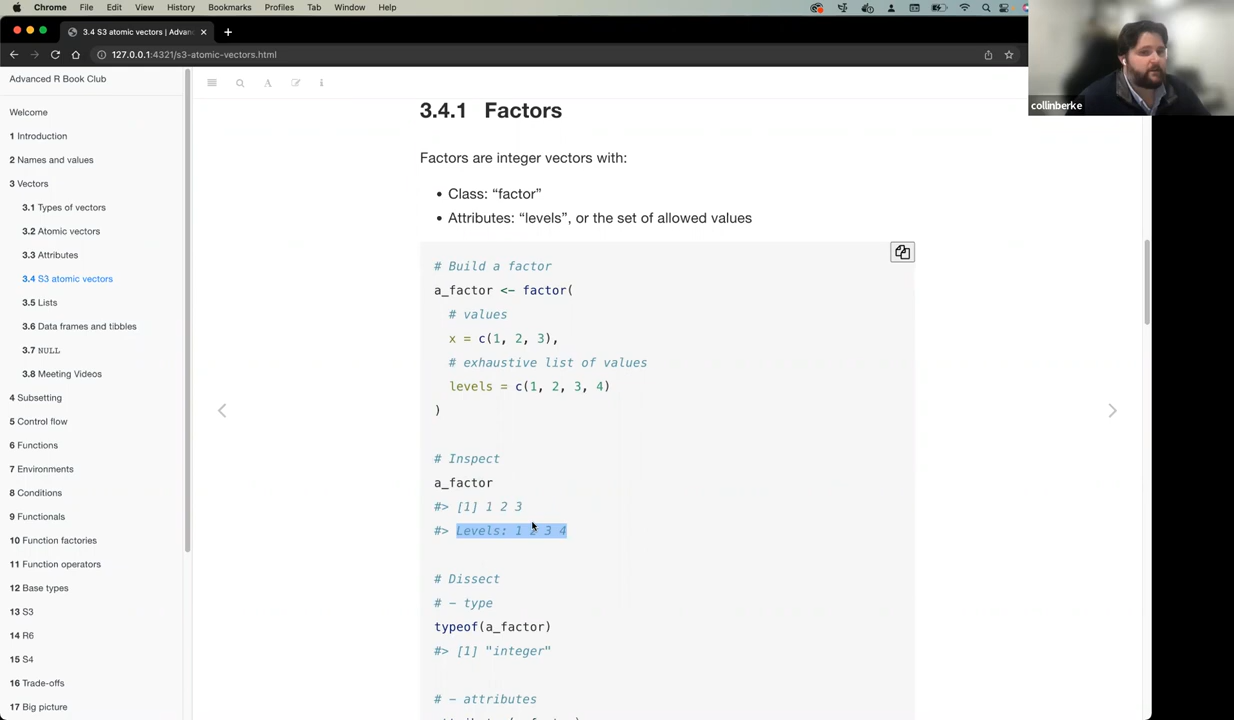 Chrome File Edit View History Bookmarks Profiles Tab Window Help
3.4 S3 atomic vectors | Advan
127.0.0.1:4321/s3-atomic-vectors.html
collinberke
Advanced R Book Club
Welcome
1 Introduction
2 Names and values
3 Vectors
3.1 Types of vectors
3.2 Atomic vectors
3.3 Attributes
3.4 S3 atomic vectors
3.5 Lists
3.6 Data frames and tibbles
3.7 NULL
3.8 Meeting Videos
4 Subsetting
5 Control flow
6 Functions
7 Environments
8 Conditions
9 Functionals
10 Function factories
11 Function operators
12 Base types
13 S3
14 R6
15 S4
16 Trade-offs
17 Big picture
3.4.1 Factors
Factors are integer vectors with:
• Class: “factor”
• Attributes: “levels”, or the set of allowed values
# Build a factor
a_factor <- factor(
# values
x = c(1, 2, 3),
# exhaustive list of values
levels = c(1, 2, 3, 4)
)
# Inspect
a_factor
#> [1] 1 2 3
#> Levels: 1 2 3 4
# Dissect
# - type
typeof(a_factor)
#> [1] "integer"
# - attributes